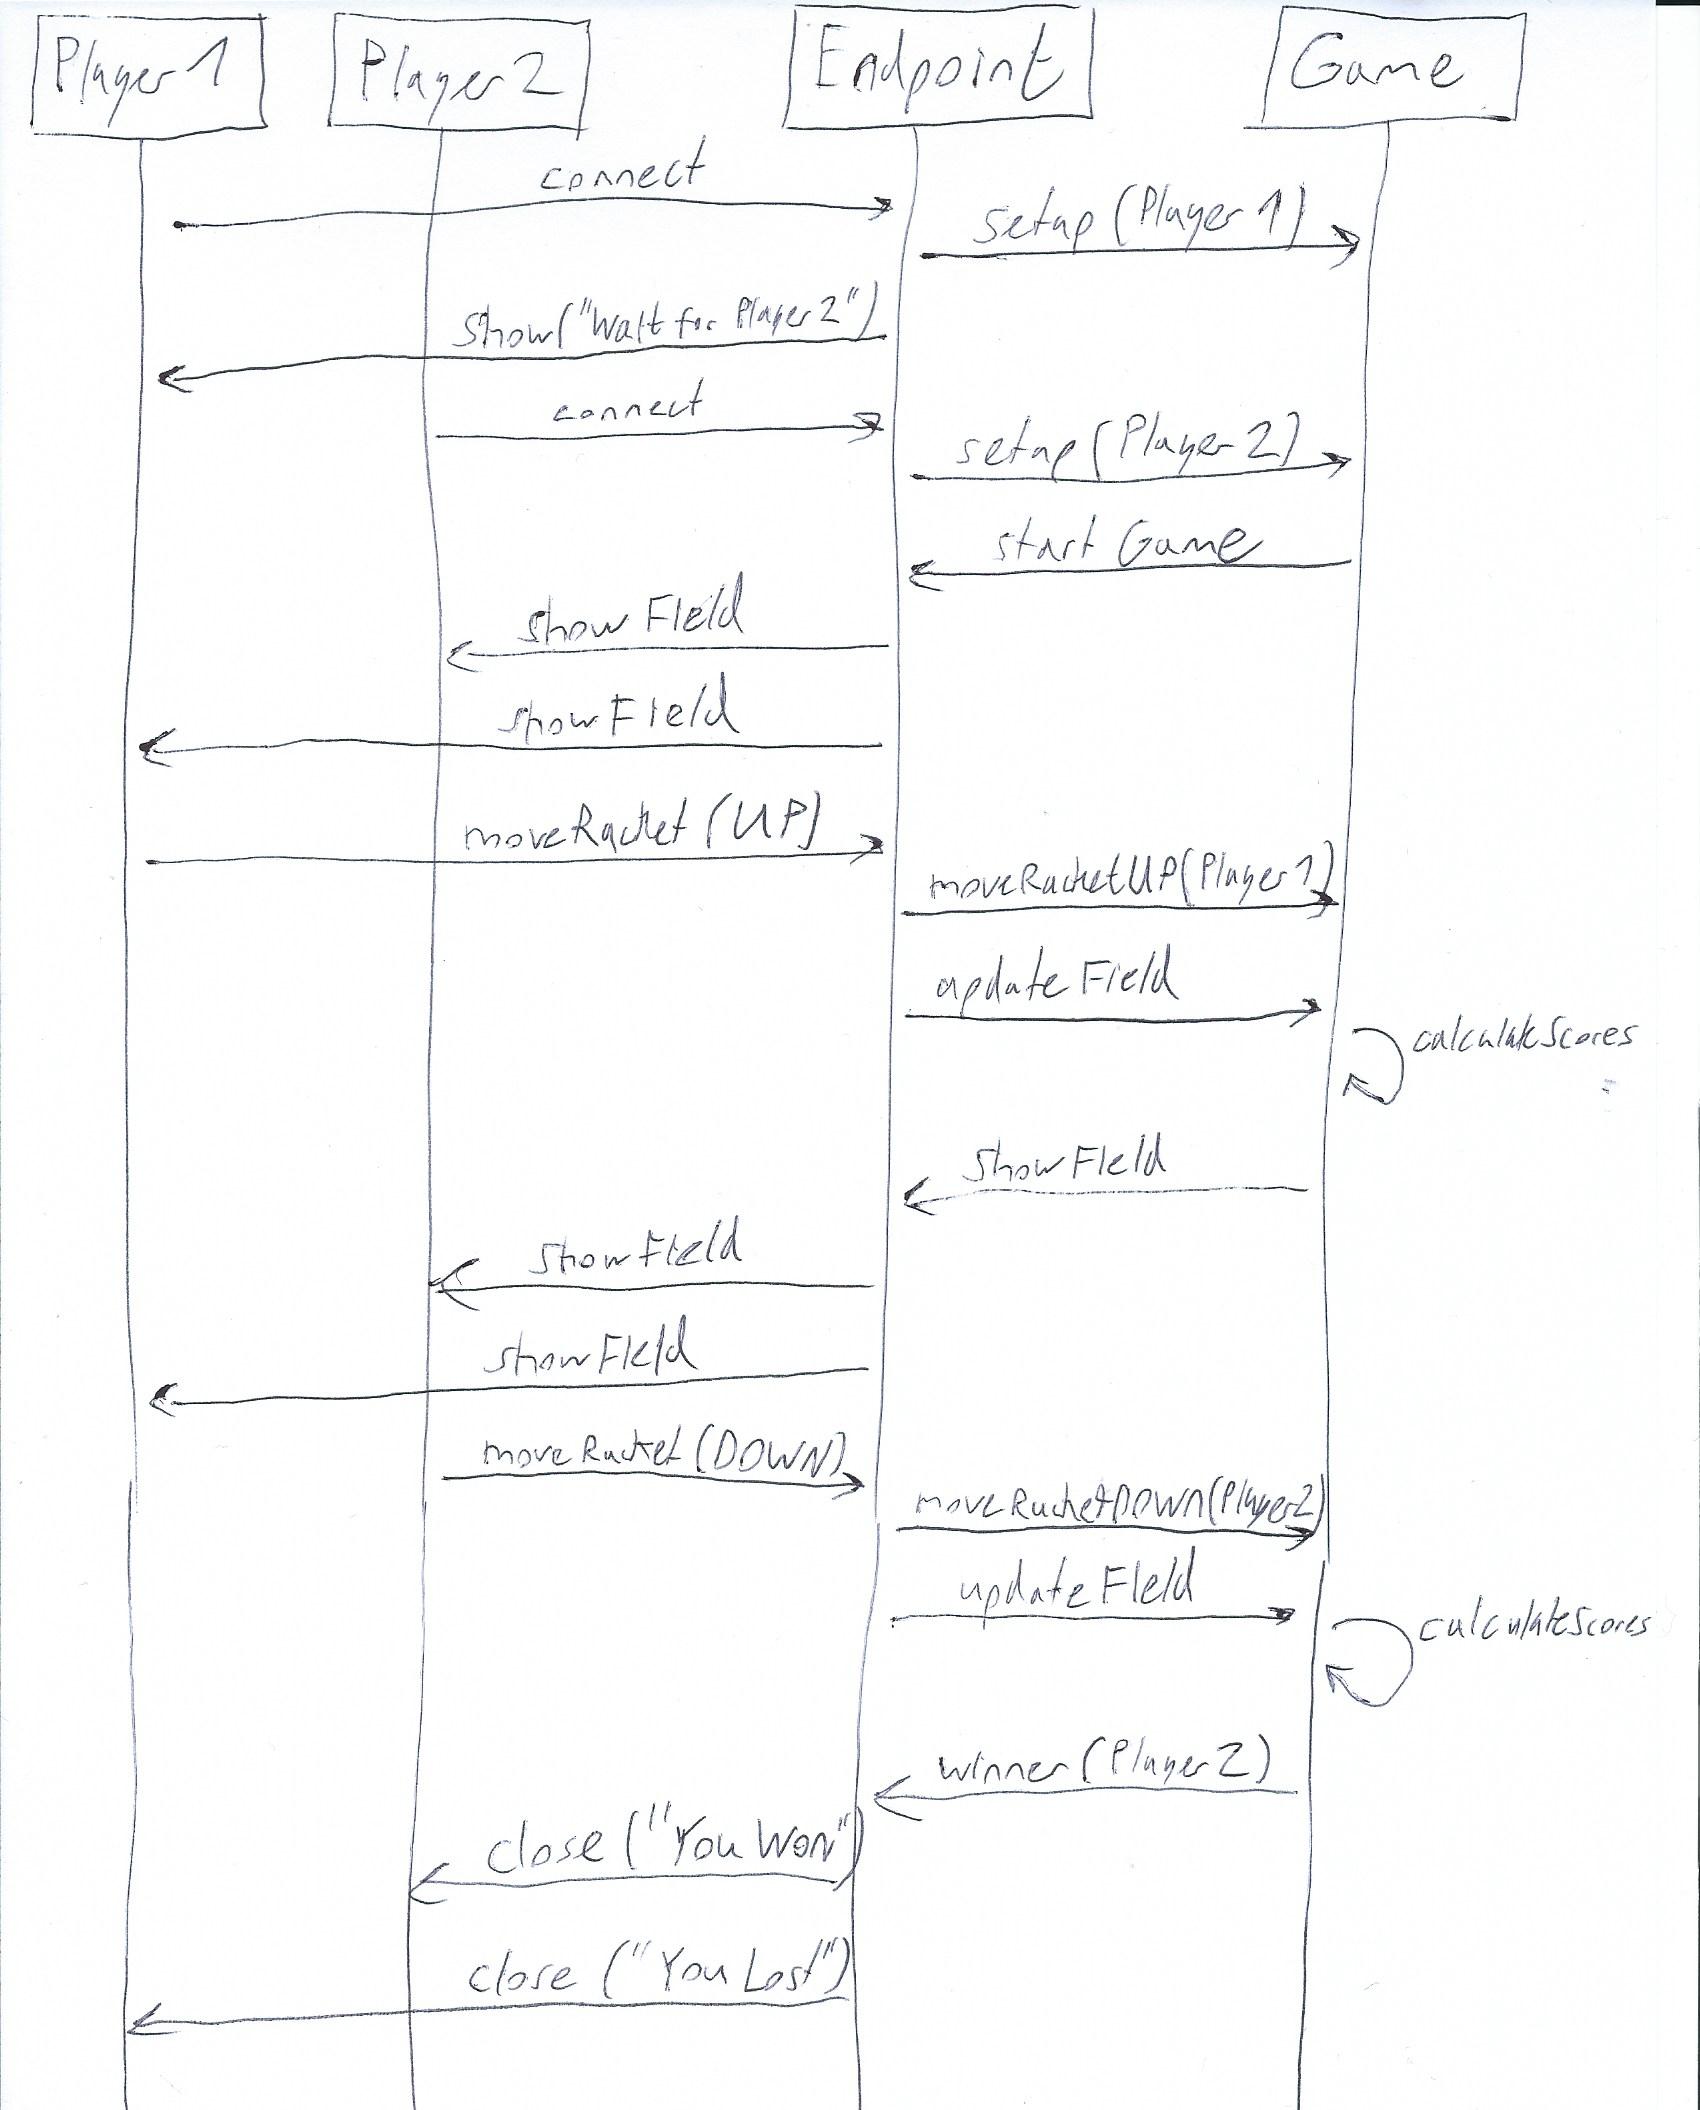 Player 1
Player 2
Endpoint
Game
connect
setup (Player 1)
show("Wait for Player 2")
connect
setup (Player 2)
start Game
show Field
show Field
moveRacket (UP)
moveRacketUP(Player 1)
update Field
calculateScores
show Field
show Field
show Field
moveRacket (DOWN)
moveRacketDOWN(Player2)
update Field
calculateScores
winner (Player 2)
close ("You Won")
close ("You Lost")